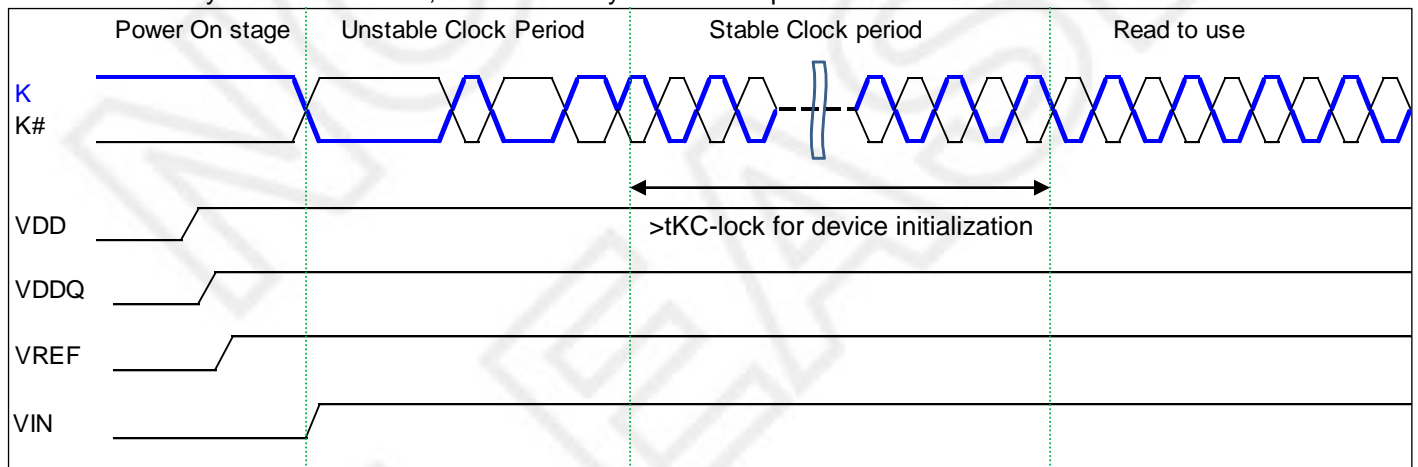 Power On stage Unstable Clock Period Stable Clock period Read to use
K
K#
>tKC-lock for device initialization
VDD
VDDQ
VREF
VIN